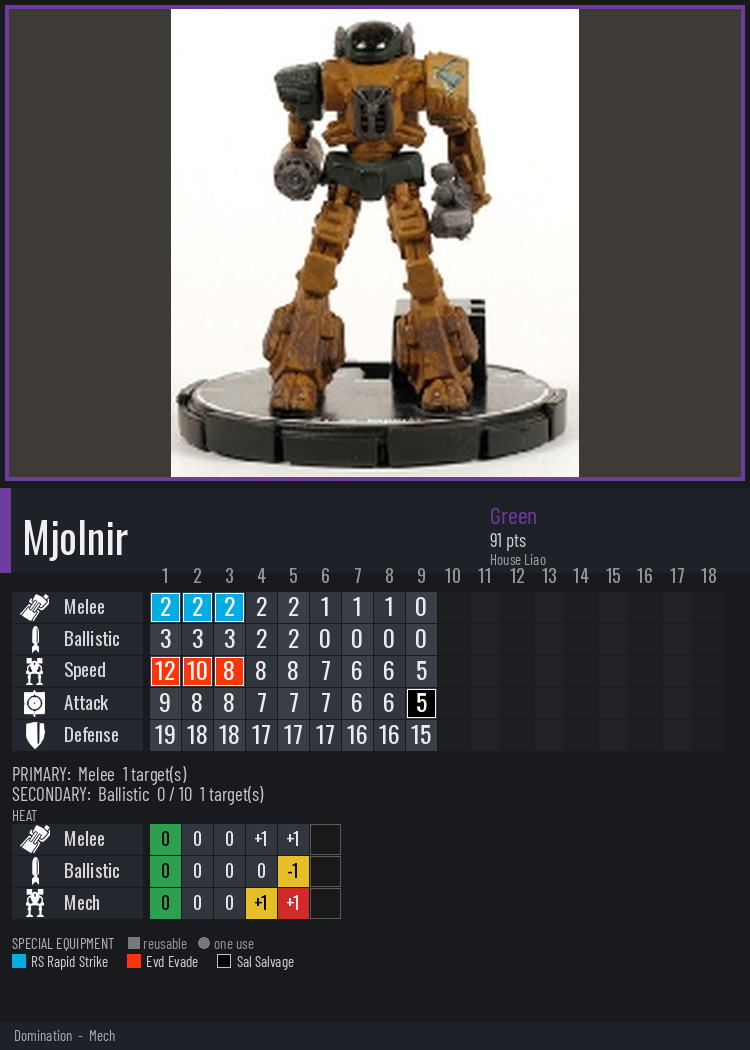 Mjolnir
Green
91 pts
House Liao
1 2 3 4 5 6 7 8 9 10 11 12 13 14 15 16 17 18
Melee 2 2 2 2 2 1 1 1 0
Ballistic 3 3 3 2 2 0 0 0 0
Speed 12 10 8 8 8 7 6 6 5
Attack 9 8 8 7 7 7 6 6 5
Defense 19 18 18 17 17 17 16 16 15
PRIMARY: Melee 1 target(s)
SECONDARY: Ballistic 0 / 10 1 target(s)
HEAT
Melee 0 0 0 +1 +1
Ballistic 0 0 0 0 -1
Mech 0 0 0 +1 +1
SPECIAL EQUIPMENT reusable one use
RS Rapid Strike Evd Evade Sal Salvage
Domination - Mech